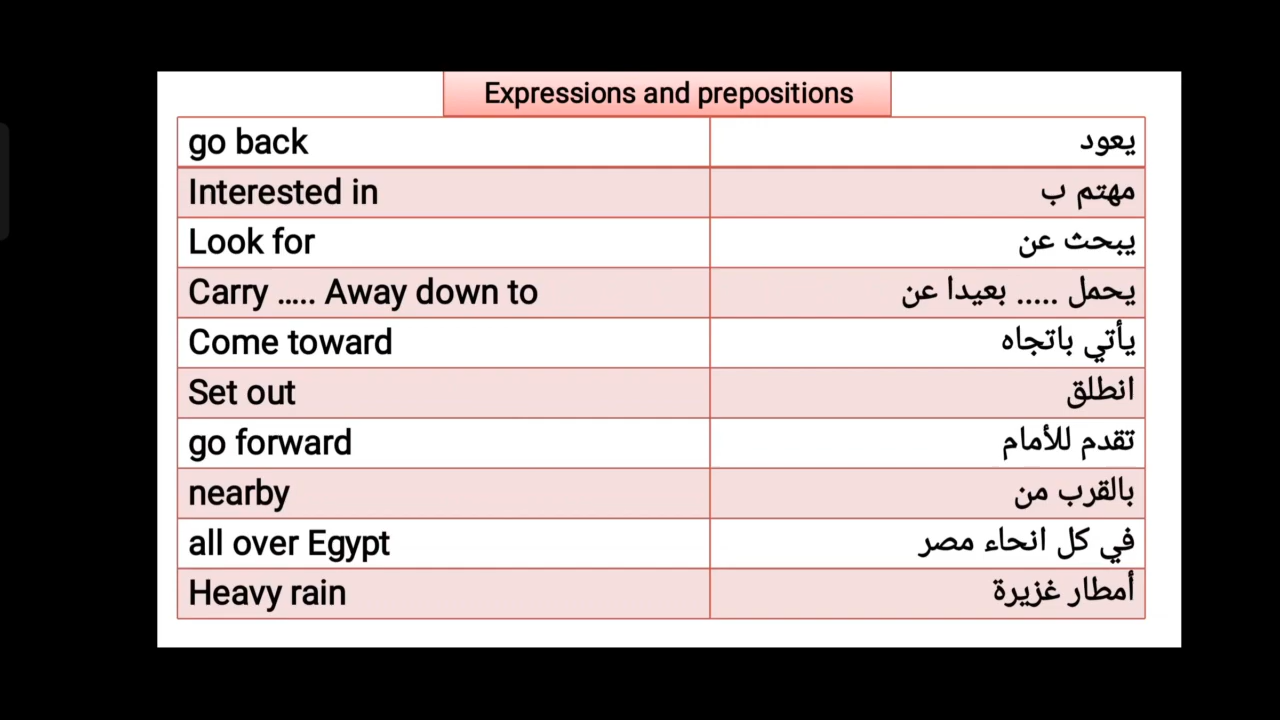 Expressions and prepositions
go back يعود
Interested in مهتم ب
Look for يبحث عن
Carry ..... Away down to يحمل ..... بعيدا عن
Come toward يأتي باتجاه
Set out انطلق
go forward تقدم للأمام
nearby بالقرب من
all over Egypt في كل انحاء مصر
Heavy rain أمطار غزيرة